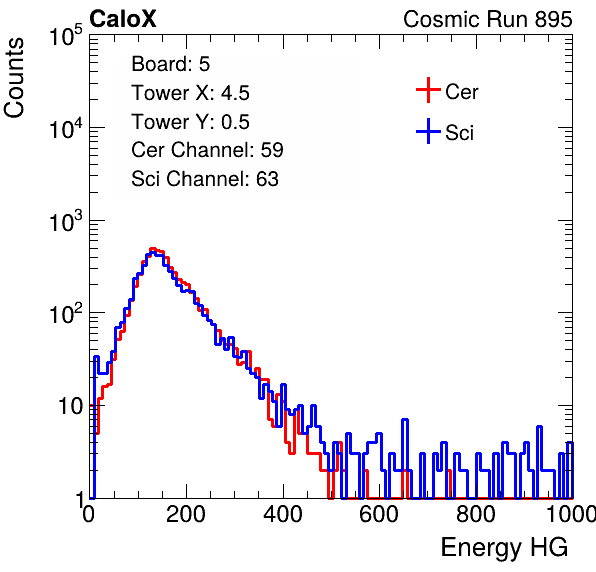 CaloX Cosmic Run 895
Counts
10^5
10^4
10^3
10^2
10
1
Board: 5
Tower X: 4.5
Tower Y: 0.5
Cer Channel: 59
Sci Channel: 63
Cer
Sci
0 200 400 600 800 1000
Energy HG